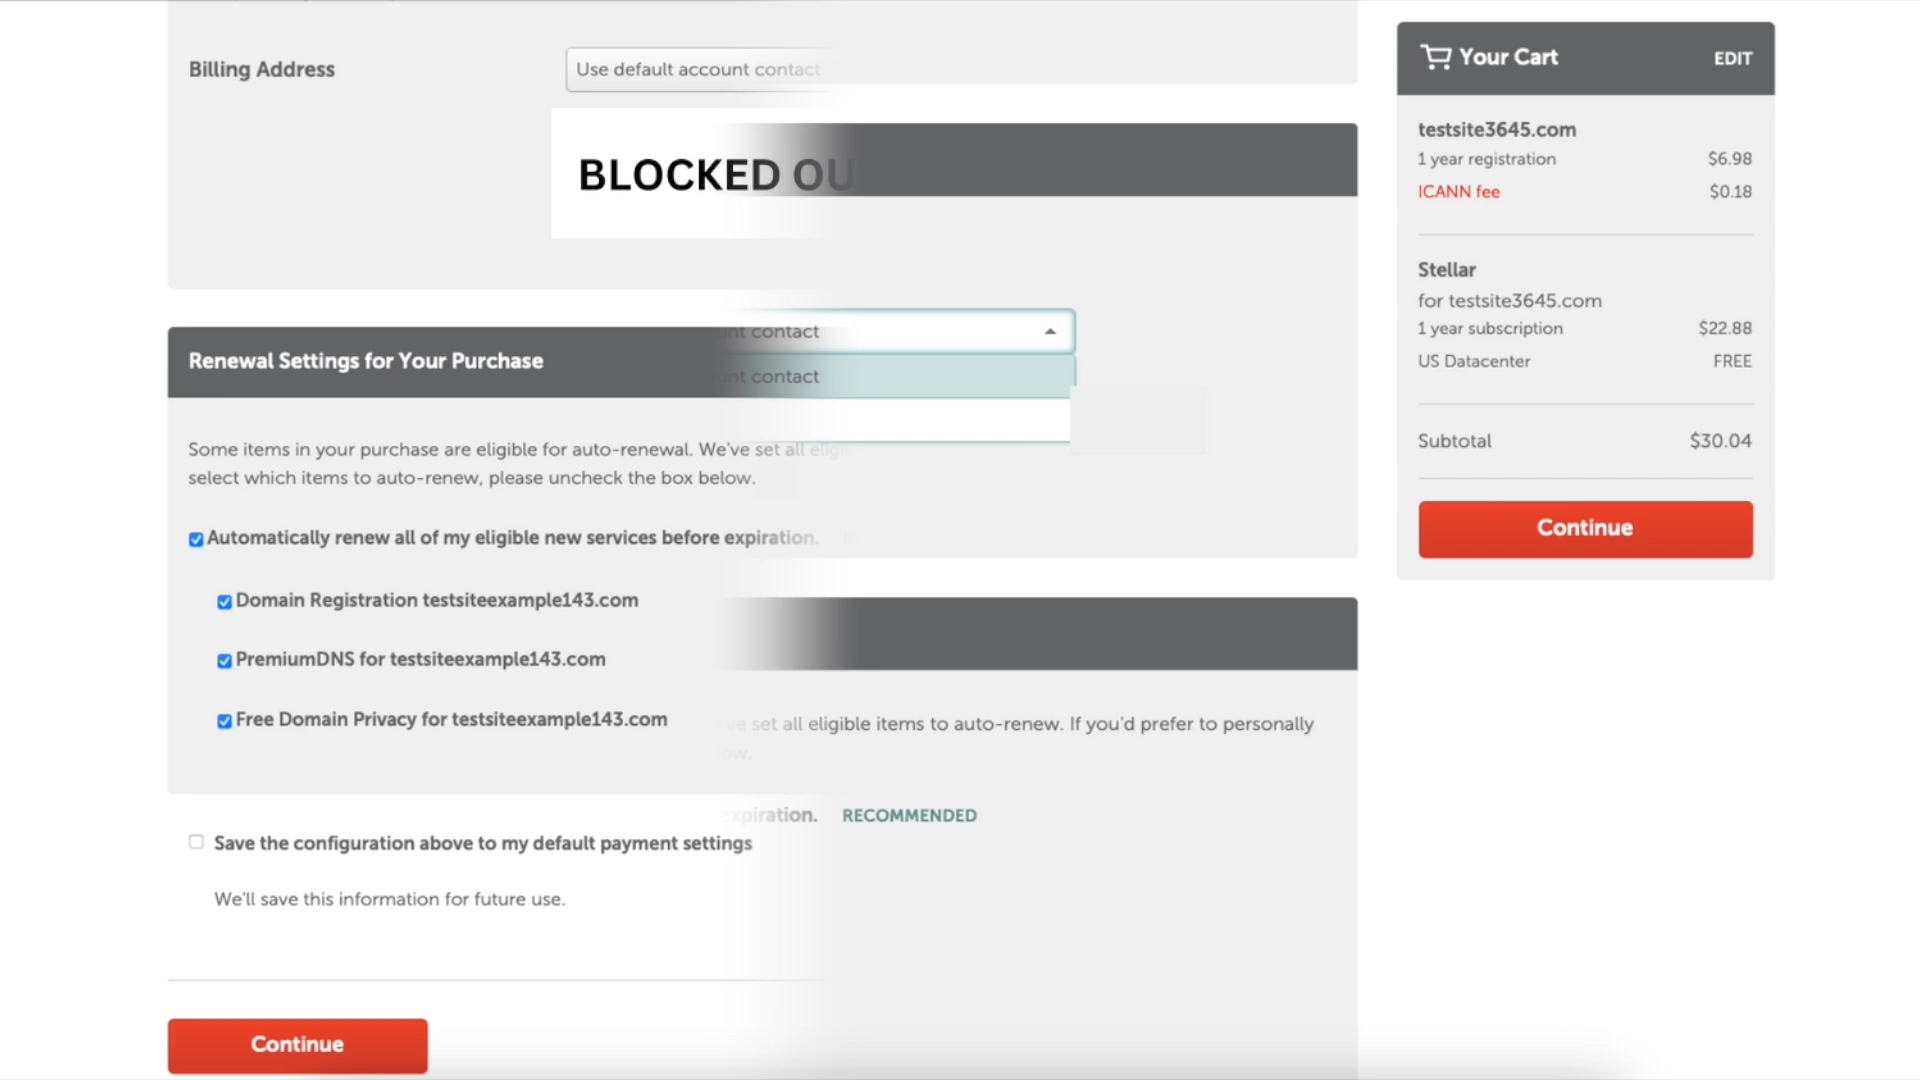 Billing Address
Use default account contact
BLOCKED OU
contact
contact
Renewal Settings for Your Purchase
Some items in your purchase are eligible for auto-renewal. We've set all
select which items to auto-renew, please uncheck the box below.
Automatically renew all of my eligible new services before expiration.
Domain Registration testsiteexample143.com
PremiumDNS for testsiteexample143.com
Free Domain Privacy for testsiteexample143.com
set all eligible items to auto-renew. If you'd prefer to personally
expiration. RECOMMENDED
Save the configuration above to my default payment settings
We'll save this information for future use.
Continue
Your Cart EDIT
testsite3645.com
1 year registration $6.98
ICANN fee $0.18
Stellar
for testsite3645.com
1 year subscription $22.88
US Datacenter FREE
Subtotal $30.04
Continue